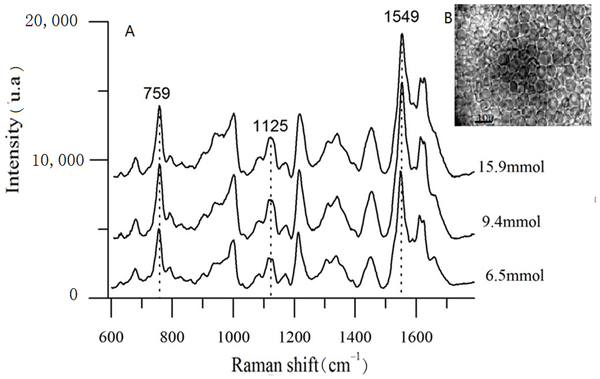 20,000
A
1549
B
759
1125
100
Intensity (u.a)
10,000
15.9mmol
9.4mmol
6.5mmol
0
600 800 1000 1200 1400 1600
Raman shift(cm⁻¹)